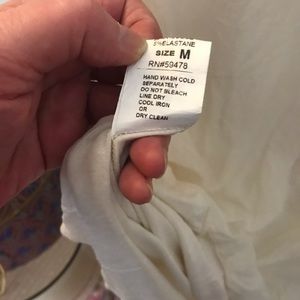 5%ELASTANE
SIZE M
RN#59478
HAND WASH COLD
SEPARATELY
DO NOT BLEACH
LINE DRY
COOL IRON
OR
DRY CLEAN